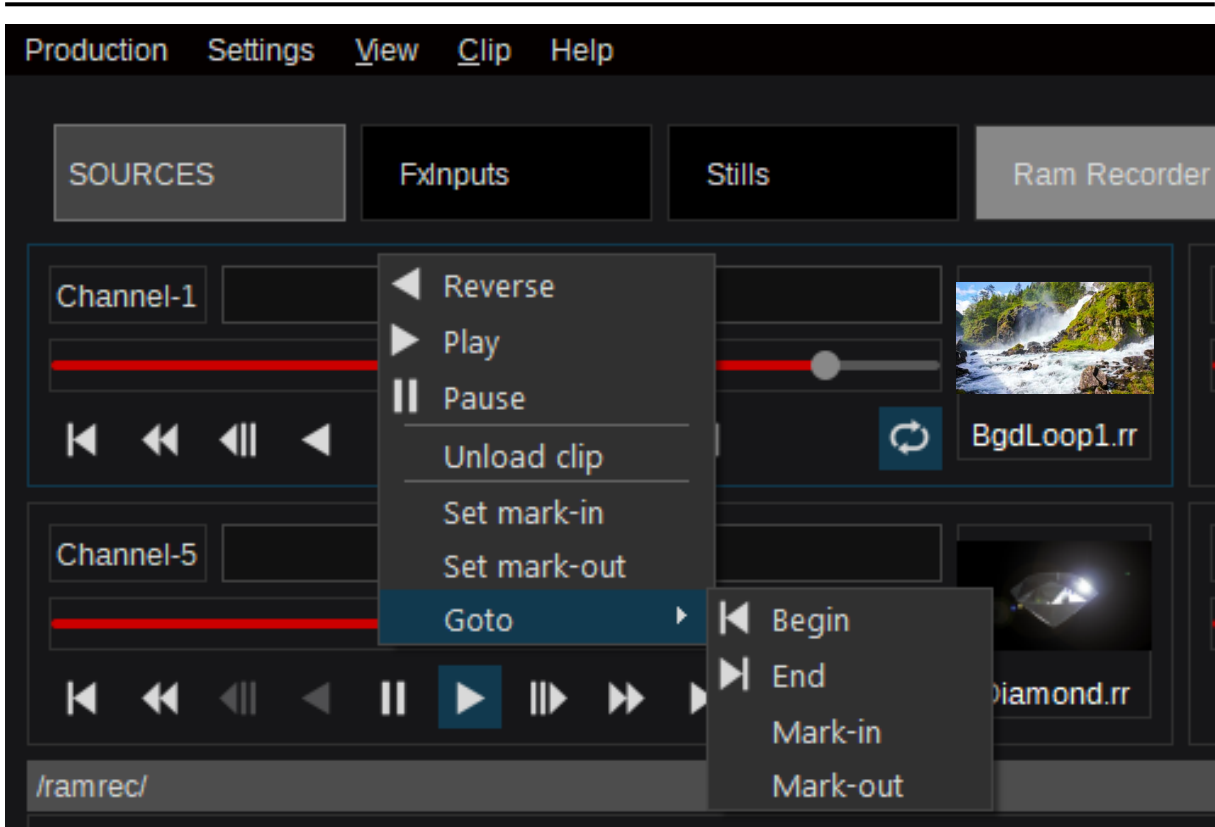 Production Settings View Clip Help
SOURCES FxInputs Stills Ram Recorder
Channel-1
Reverse
Play
Pause
Unload clip
Set mark-in
Set mark-out
Goto
BgdLoop1.rr
Channel-5
Begin
End
Mark-in
Mark-out
Diamond.rr
/ramrec/